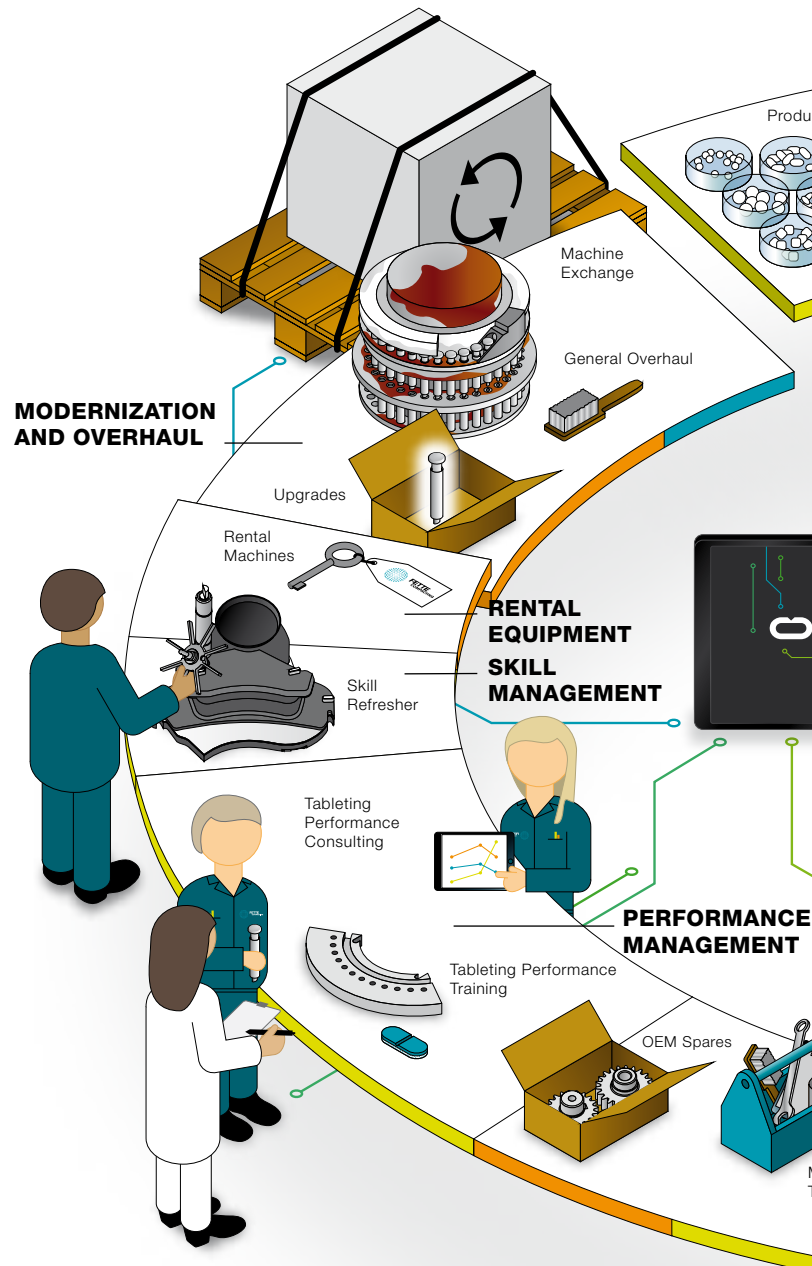 Produ
Machine
Exchange
General Overhaul
MODERNIZATION
AND OVERHAUL
Upgrades
Rental
Machines
FETTE
RENTAL
EQUIPMENT
SKILL
MANAGEMENT
Skill
Refresher
Tableting
Performance
Consulting
PERFORMANCE
MANAGEMENT
Tableting Performance
Training
OEM Spares
M
T